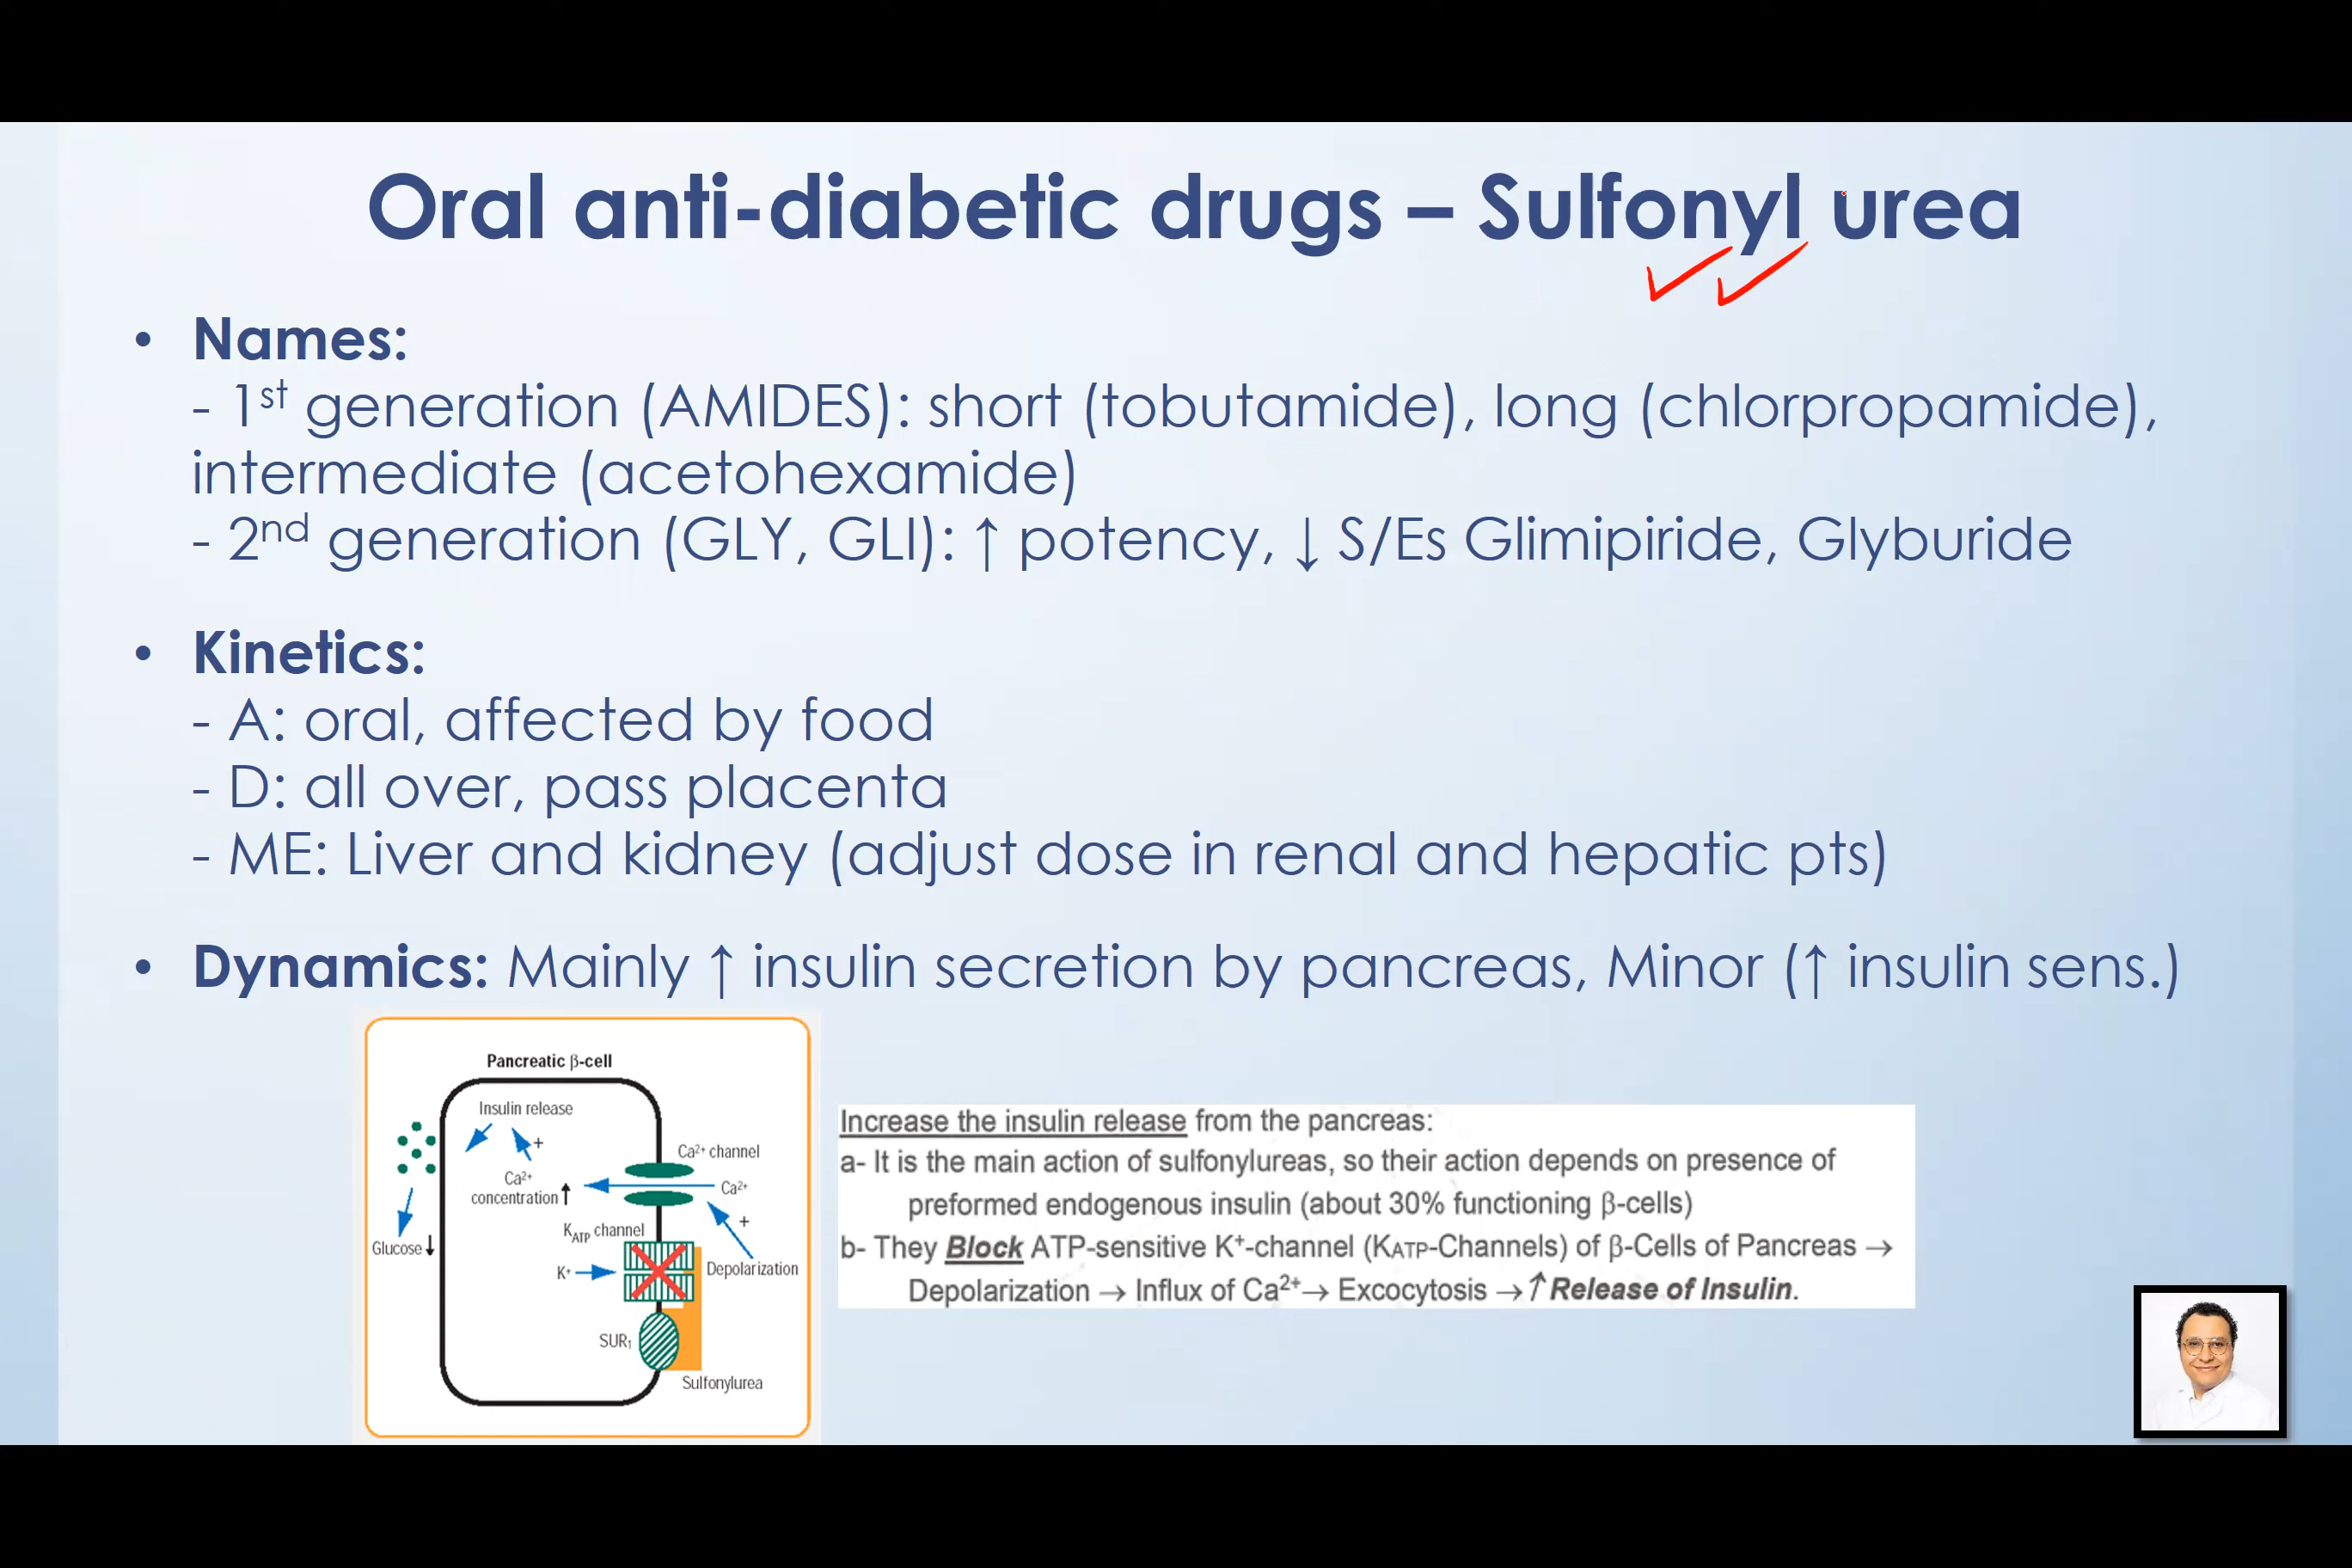 Oral anti-diabetic drugs – Sulfonyl urea
• Names:
- 1st generation (AMIDES): short (tobutamide), long (chlorpropamide),
intermediate (acetohexamide)
- 2nd generation (GLY, GLI): ↑ potency, ↓ S/Es Glimipiride, Glyburide
• Kinetics:
- A: oral, affected by food
- D: all over, pass placenta
- ME: Liver and kidney (adjust dose in renal and hepatic pts)
• Dynamics: Mainly ↑ insulin secretion by pancreas, Minor (↑ insulin sens.)
Pancreatic β-cell
Insulin release
+
Ca2+ channel
Ca2+
concentration ↑
Ca2+
+
KATP channel
Glucose ↓
K+
Depolarization
SUR1
Sulfonylurea
Increase the insulin release from the pancreas:
a- It is the main action of sulfonylureas, so their action depends on presence of
preformed endogenous insulin (about 30% functioning β-cells)
b- They Block ATP-sensitive K+-channel (KATP-Channels) of β-Cells of Pancreas →
Depolarization → Influx of Ca2+→ Excocytosis →↑ Release of Insulin.